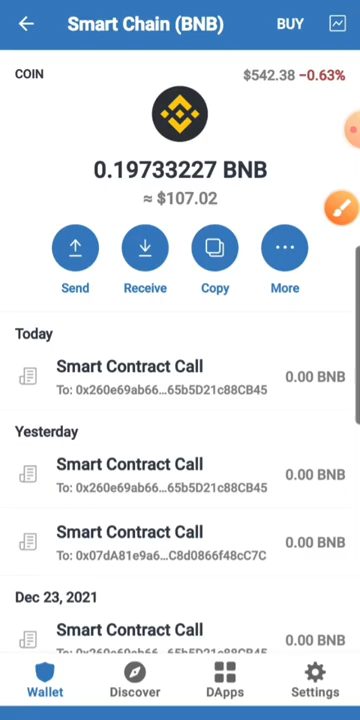 Smart Chain (BNB) BUY
COIN $542.38 −0.63%
0.19733227 BNB
≈ $107.02
Send Receive Copy More
Today
Smart Contract Call 0.00 BNB
To: 0x260e69ab66...65b5D21c88CB45
Yesterday
Smart Contract Call 0.00 BNB
To: 0x260e69ab66...65b5D21c88CB45
Smart Contract Call 0.00 BNB
To: 0x07dA81e9a6...C8d0866f48cC7C
Dec 23, 2021
Smart Contract Call 0.00 BNB
Wallet Discover DApps Settings